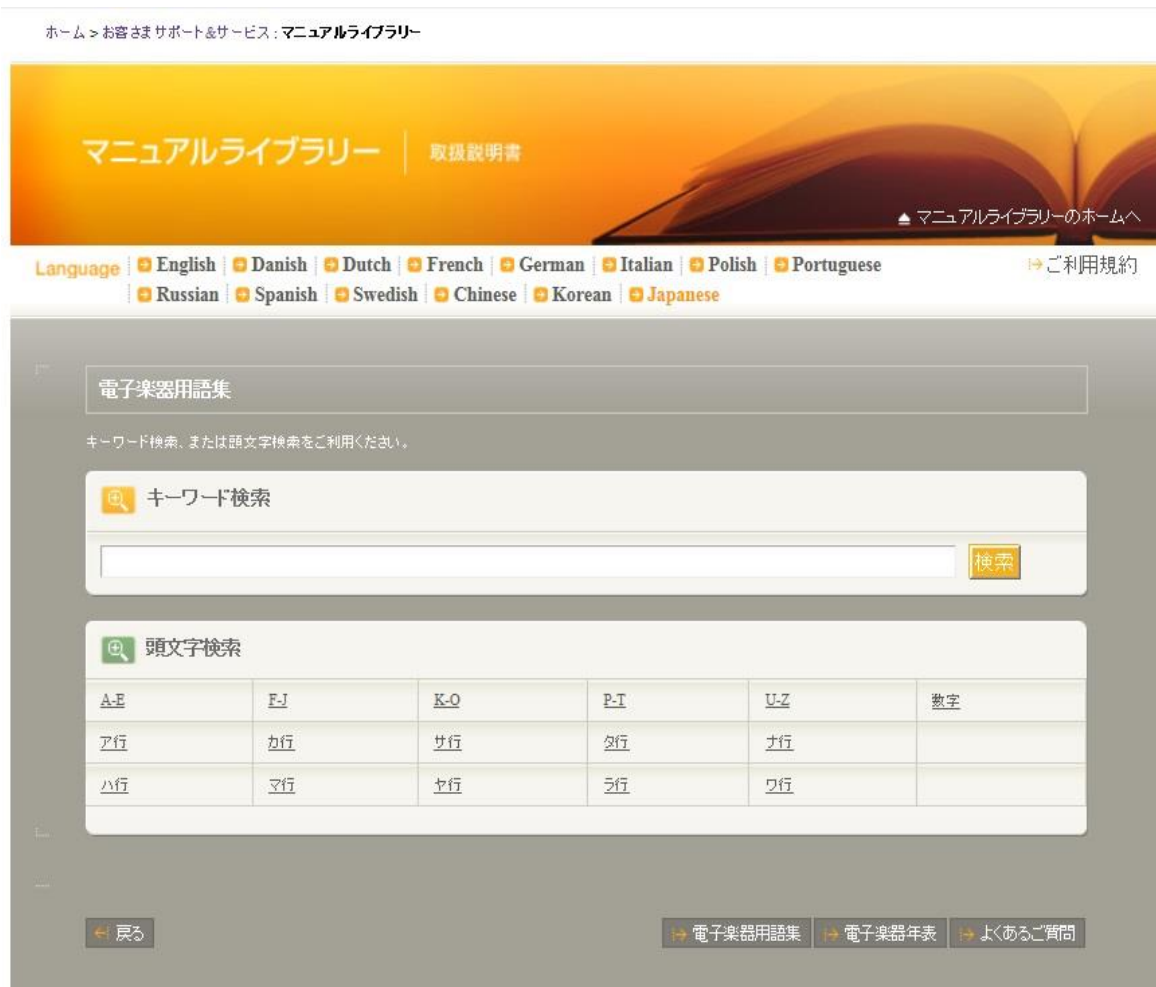 ホーム > お客さまサポート&サービス : マニュアルライブラリー
マニュアルライブラリー 取扱説明書
マニュアルライブラリーのホームへ
Language English Danish Dutch French German Italian Polish Portuguese ご利用規約
Russian Spanish Swedish Chinese Korean Japanese
電子楽器用語集
キーワード検索、または頭文字検索をご利用ください。
キーワード検索
検索
頭文字検索
A-E F-J K-O P-T U-Z 数字
ア行 カ行 サ行 タ行 ナ行
ハ行 マ行 ヤ行 ラ行 ワ行
戻る 電子楽器用語集 電子楽器年表 よくあるご質問